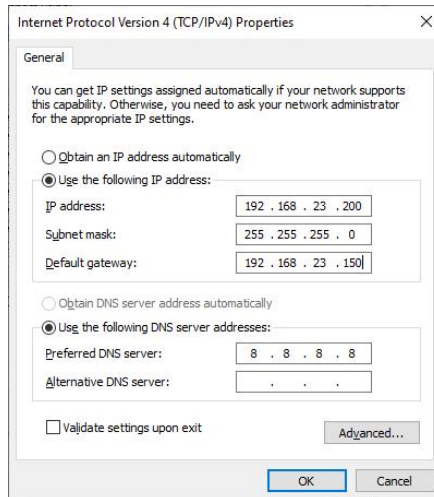 Internet Protocol Version 4 (TCP/IPv4) Properties
General
You can get IP settings assigned automatically if your network supports
this capability. Otherwise, you need to ask your network administrator
for the appropriate IP settings.
Obtain an IP address automatically
Use the following IP address:
IP address: 192 . 168 . 23 . 200
Subnet mask: 255 . 255 . 255 . 0
Default gateway: 192 . 168 . 23 . 150
Obtain DNS server address automatically
Use the following DNS server addresses:
Preferred DNS server: 8 . 8 . 8 . 8
Alternative DNS server: . . .
Validate settings upon exit
Advanced...
OK Cancel